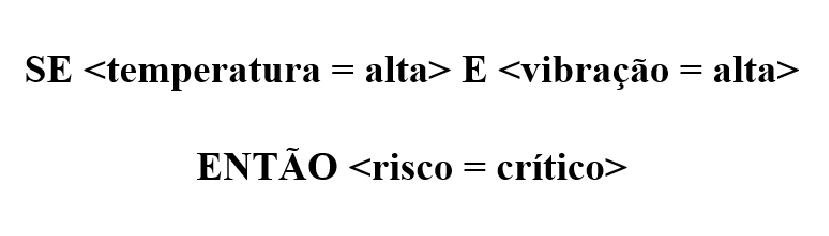 SE <temperatura = alta> E <vibração = alta>
ENTÃO <risco = crítico>